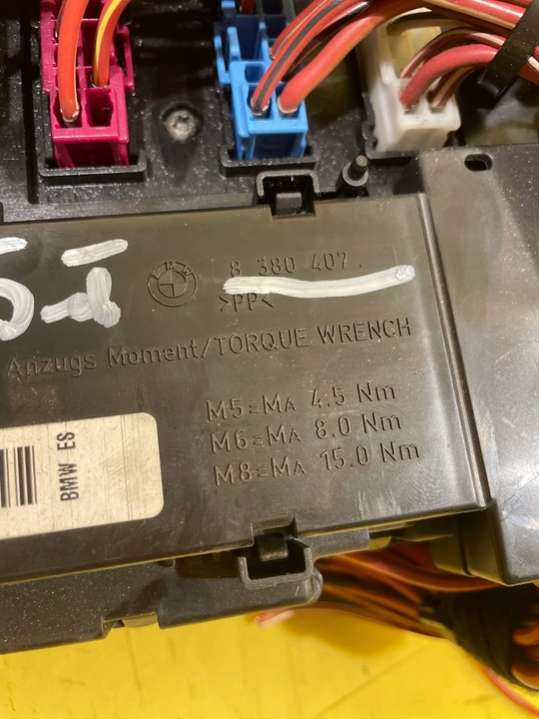 BMW
8 380 407.
>PP<
Anzugs Moment/TORQUE WRENCH
M5=MA 4.5 Nm
M6=MA 8.0 Nm
M8=MA 15.0 Nm
BMW ES